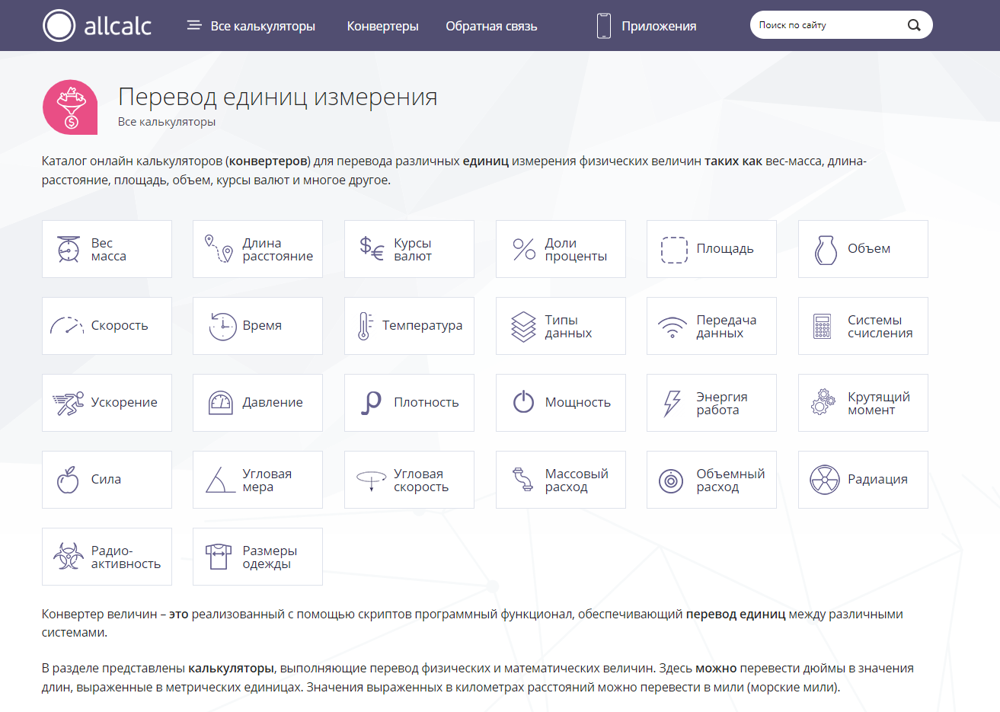 allcalc
Все калькуляторы
Конвертеры
Обратная связь
Приложения
Поиск по сайту
Перевод единиц измерения
Все калькуляторы
Каталог онлайн калькуляторов (конвертеров) для перевода различных единиц измерения физических величин таких как вес-масса, длина-
расстояние, площадь, объем, курсы валют и многое другое.
Вес
масса
Длина
расстояние
$€
Курсы
валют
%
Доли
проценты
Площадь
Объем
Скорость
Время
Температура
Типы
данных
Передача
данных
Системы
счисления
Ускорение
Давление
ρ
Плотность
Мощность
Энергия
работа
Крутящий
момент
Сила
Угловая
мера
Угловая
скорость
Массовый
расход
Объемный
расход
Радиация
Радио-
активность
Размеры
одежды
Конвертер величин – это реализованный с помощью скриптов программный функционал, обеспечивающий перевод единиц между различными
системами.
В разделе представлены калькуляторы, выполняющие перевод физических и математических величин. Здесь можно перевести дюймы в значения
длин, выраженные в метрических единицах. Значения выраженных в километрах расстояний можно перевести в мили (морские мили).